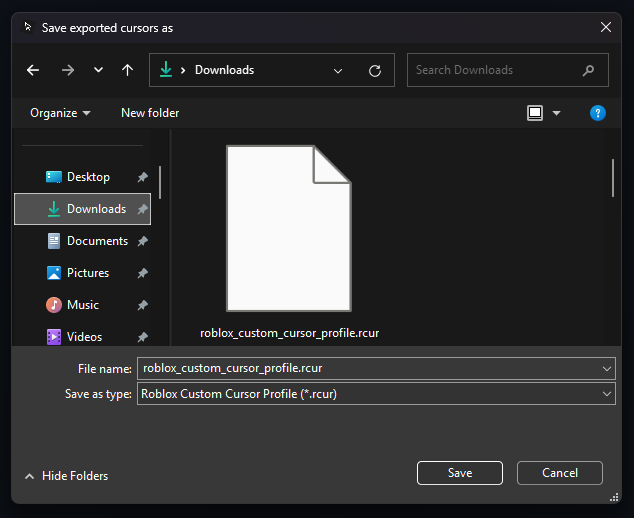 Save exported cursors as
Downloads
Search Downloads
Organize
New folder
?
Desktop
Downloads
Documents
Pictures
Music
Videos
roblox_custom_cursor_profile.rcur
File name: roblox_custom_cursor_profile.rcur
Save as type: Roblox Custom Cursor Profile (*.rcur)
Hide Folders
Save
Cancel